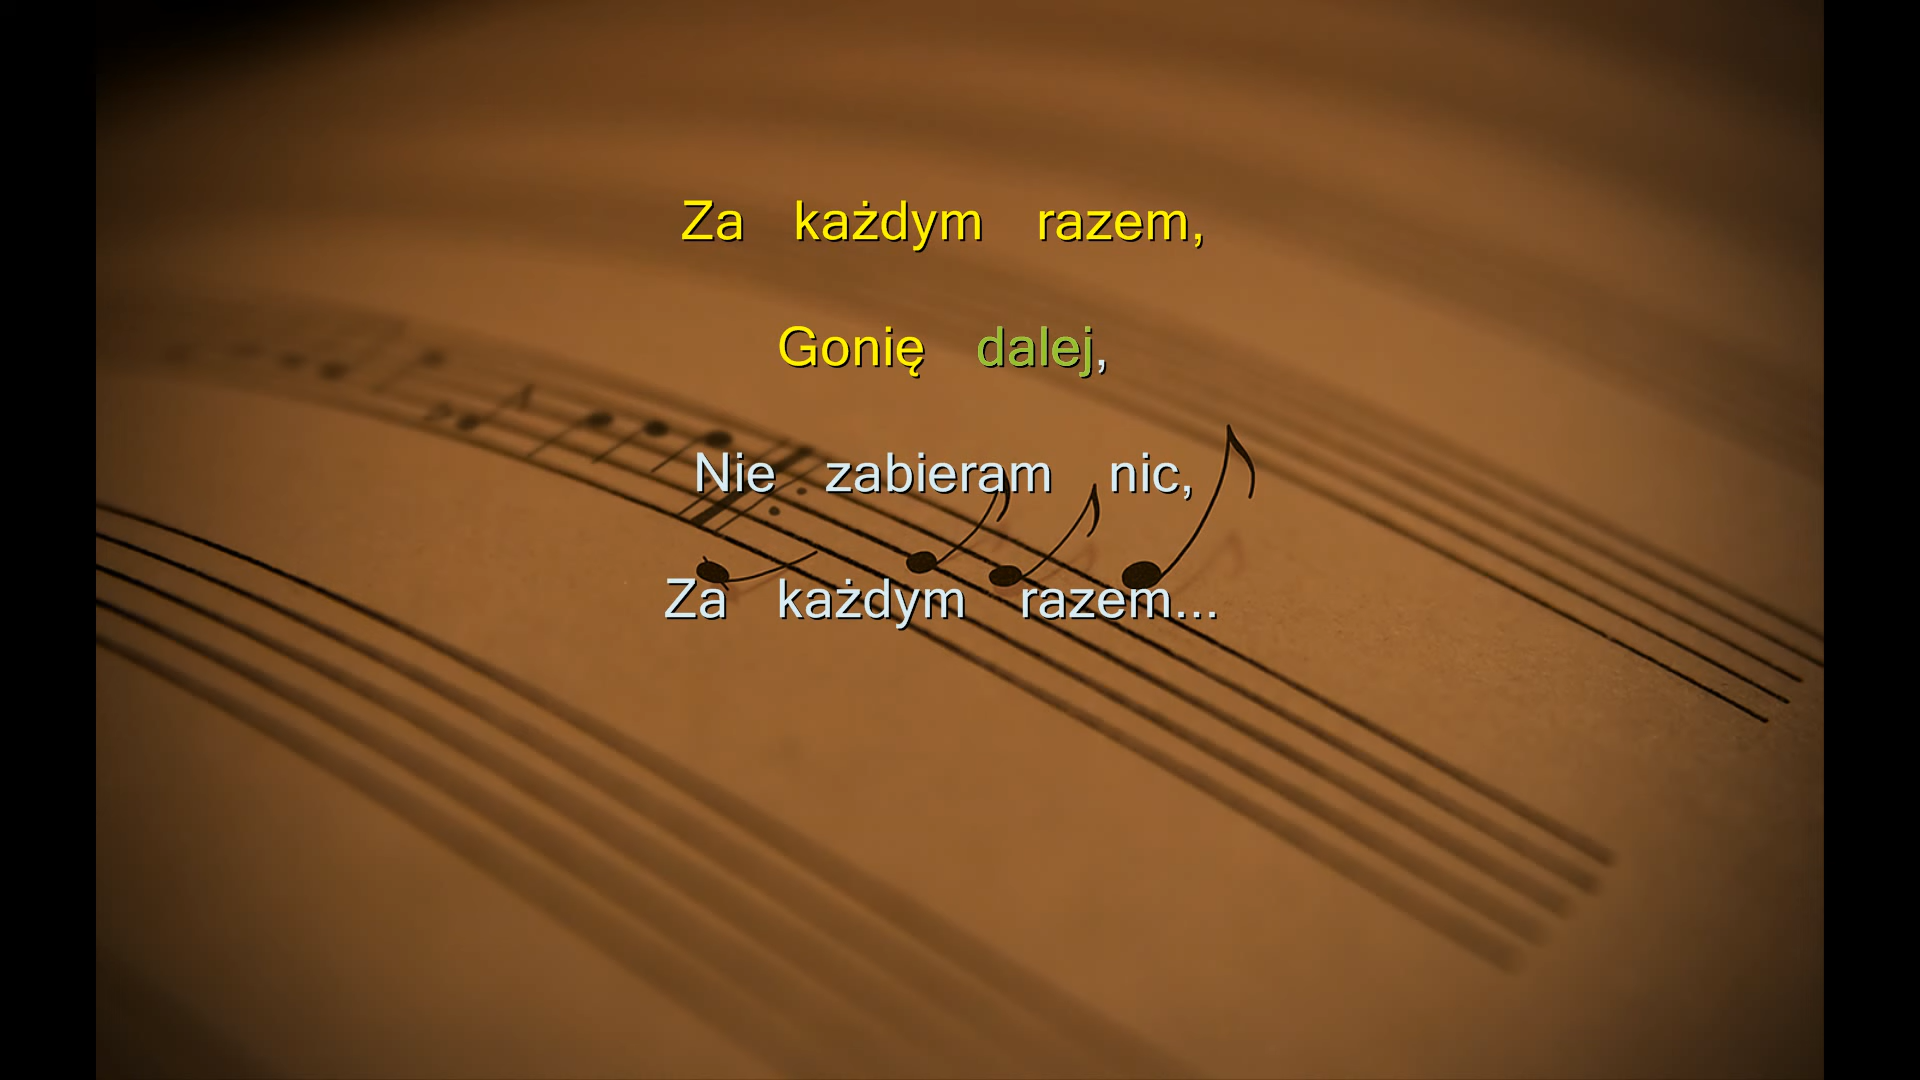 Za każdym razem,
Gonię dalej,
Nie zabieram nic,
Za każdym razem...